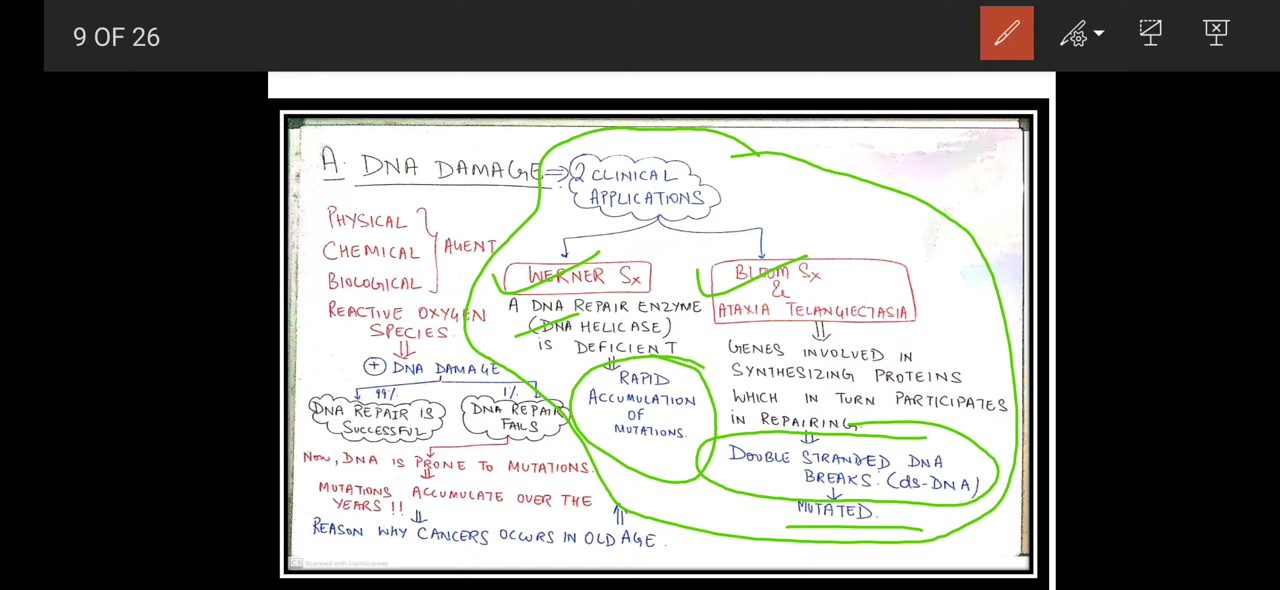 9 OF 26
A. DNA DAMAGE ⇒ 2 CLINICAL
APPLICATIONS
PHYSICAL
CHEMICAL
BIOLOGICAL
AGENT
REACTIVE OXYGEN
SPECIES.
⊕ DNA DAMAGE
99%
1%
DNA REPAIR IS
SUCCESSFUL
DNA REPAIR
FAILS
NOW, DNA IS PRONE TO MUTATIONS.
MUTATIONS ACCUMULATE OVER THE
YEARS !!
REASON WHY CANCERS OCCURS IN OLD AGE.
WERNER Sx
A DNA REPAIR ENZYME
(DNA HELICASE)
IS DEFICIENT
RAPID
ACCUMULATION
OF
MUTATIONS.
BLOOM Sx
&
ATAXIA TELANGIECTASIA
GENES INVOLVED IN
SYNTHESIZING PROTEINS
WHICH IN TURN PARTICIPATES
IN REPAIRING
DOUBLE STRANDED DNA
BREAKS. (ds-DNA)
MUTATED.
CS Scanned with CamScanner